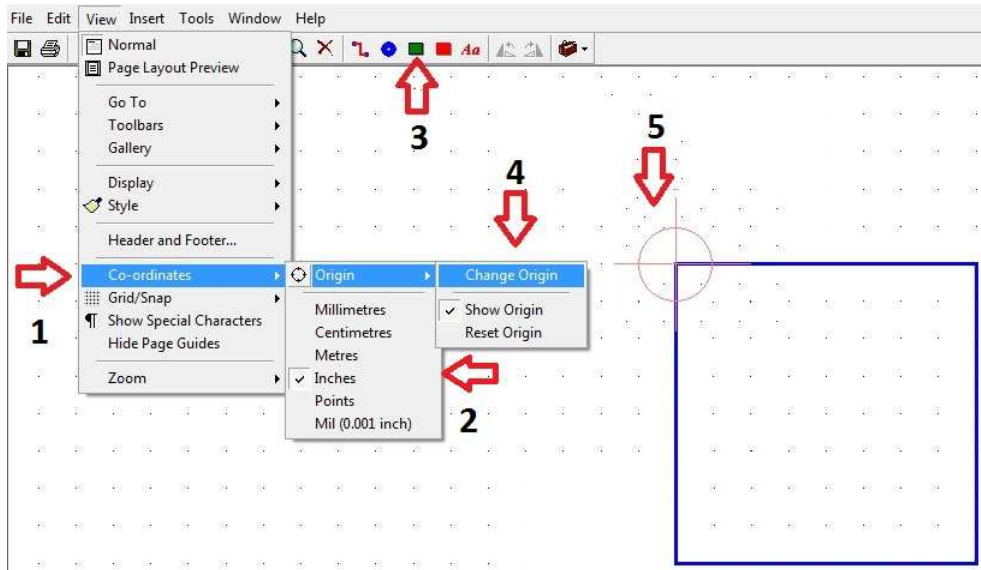 File Edit View Insert Tools Window Help
Aa
Normal
Page Layout Preview
Go To
Toolbars
Gallery
Display
Style
Header and Footer...
Co-ordinates
Grid/Snap
¶ Show Special Characters
Hide Page Guides
Zoom
Origin
Millimetres
Centimetres
Metres
Inches
Points
Mil (0.001 inch)
Change Origin
Show Origin
Reset Origin
1
2
3
4
5